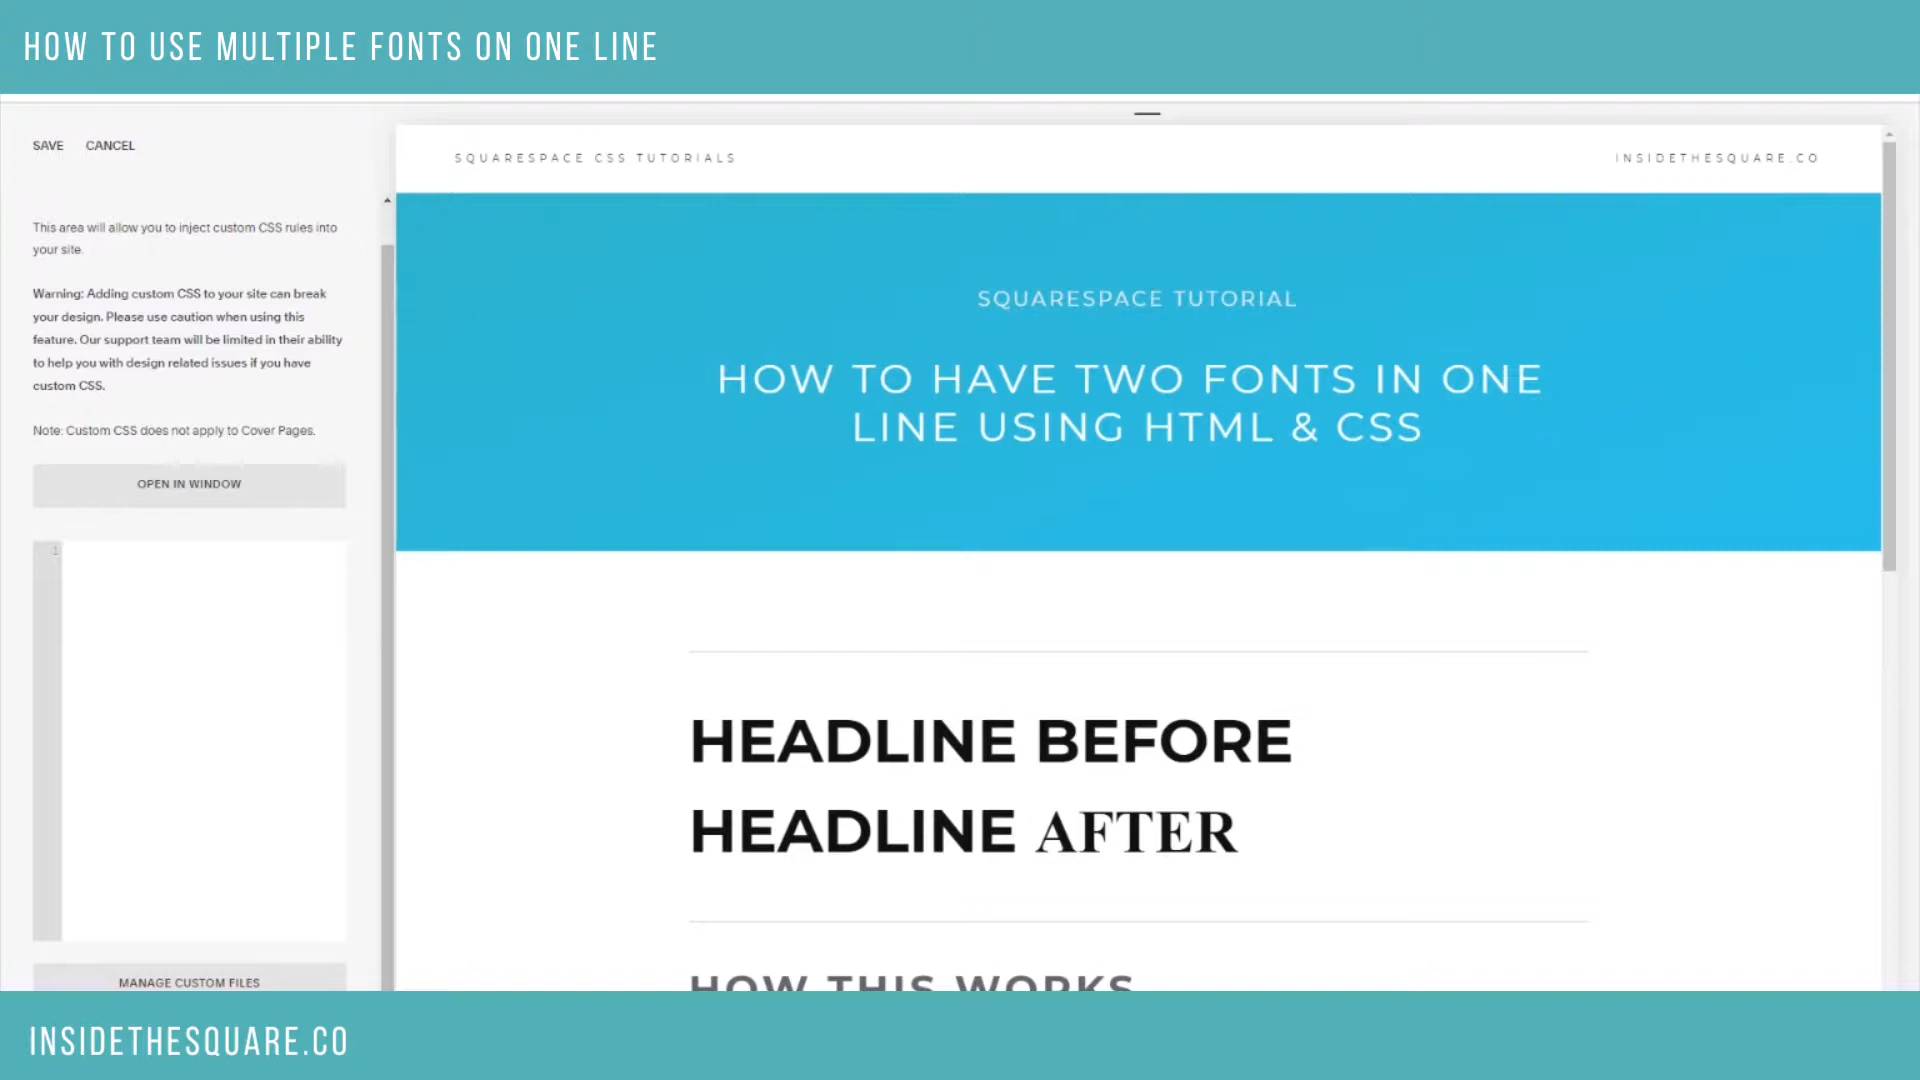 HOW TO USE MULTIPLE FONTS ON ONE LINE
SAVE CANCEL
SQUARESPACE CSS TUTORIALS
INSIDETHESQUARE.CO
This area will allow you to inject custom CSS rules into
your site.
Warning: Adding custom CSS to your site can break
your design. Please use caution when using this
feature. Our support team will be limited in their ability
to help you with design related issues if you have
custom CSS.
Note: Custom CSS does not apply to Cover Pages.
OPEN IN WINDOW
1
MANAGE CUSTOM FILES
SQUARESPACE TUTORIAL
HOW TO HAVE TWO FONTS IN ONE
LINE USING HTML & CSS
HEADLINE BEFORE
HEADLINE AFTER
HOW THIS WORKS
INSIDETHESQUARE.CO